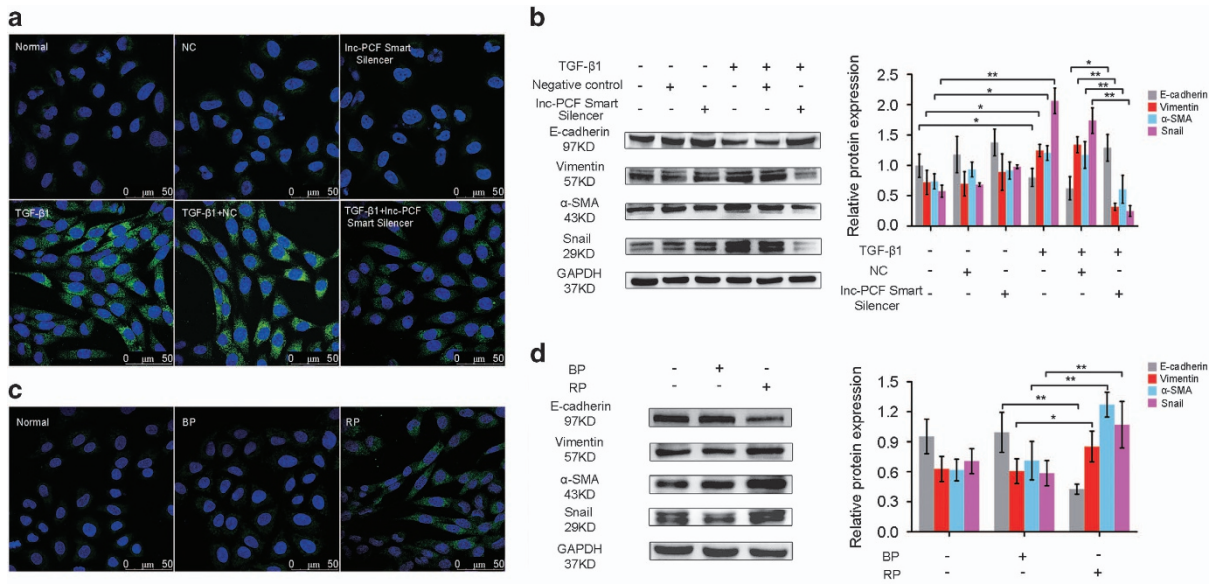 a
Normal
NC
lnc-PCF Smart
Silencer
0 μm 50
0 μm 50
0 μm 50
TGF-β1
TGF-β1+NC
TGF-β1+lnc-PCF
Smart Silencer
0 μm 50
0 μm 50
0 μm 50
b
TGF-β1 - - - + + +
Negative control - + - - + -
lnc-PCF Smart - - + - - +
Silencer
E-cadherin
97KD
Vimentin
57KD
α-SMA
43KD
Snail
29KD
GAPDH
37KD
Relative protein expression
2.5
2.0
1.5
1.0
0.5
0.0
**
*
*
*
*
**
**
**
E-cadherin
Vimentin
α-SMA
Snail
TGF-β1 - - - + + +
NC - + - - + -
lnc-PCF Smart - - + - - +
Silencer
c
Normal
BP
RP
0 μm 50
0 μm 50
0 μm 50
d
BP - + -
RP - - +
E-cadherin
97KD
Vimentin
57KD
α-SMA
43KD
Snail
29KD
GAPDH
37KD
Relative protein expression
1.5
1.2
0.9
0.6
0.3
0.0
**
**
**
*
E-cadherin
Vimentin
α-SMA
Snail
BP - + -
RP - - +